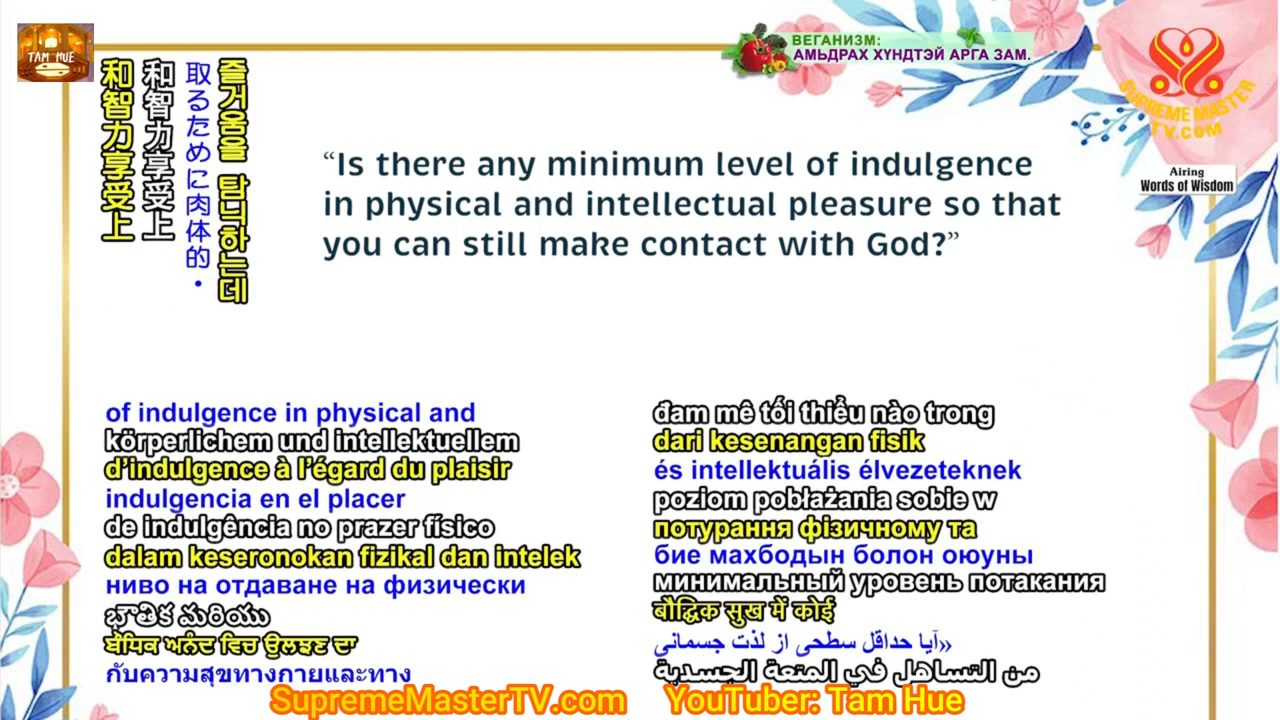 TAM HUE
ВЕГАНИЗМ:
АМЬДРАХ ХҮНДТЭЙ АРГА ЗАМ.
SUPREME MASTER
TV.COM
Airing
Words of Wisdom
和智力享受上
和智力享受上
取るために肉体的・
즐거움을 탐닉하는데
“Is there any minimum level of indulgence
in physical and intellectual pleasure so that
you can still make contact with God?”
of indulgence in physical and
körperlichem und intellektuellem
d’indulgence à l’égard du plaisir
indulgencia en el placer
de indulgência no prazer físico
dalam keseronokan fizikal dan intelek
ниво на отдаване на физически
భౌతిక మరియు
ਬੌਧਿਕ ਅਨੰਦ ਵਿਚ ਉਲਝਣ ਦਾ
กับความสุขทางกายและทาง
đam mê tối thiểu nào trong
dari kesenangan fisik
és intellektuális élvezeteknek
poziom pobłażania sobie w
потурання фізичному та
бие махбодын болон оюуны
минимальный уровень потакания
बौद्धिक सुख में कोई
«آیا حداقل سطحی از لذت جسمانی
من التساهل في المتعة الجسدية
SupremeMasterTV.com YouTuber: Tam Hue